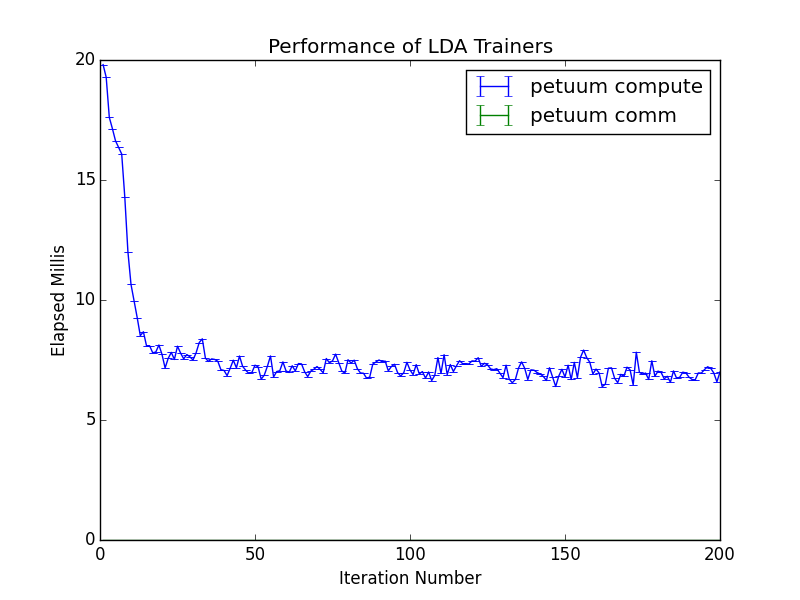 Performance of LDA Trainers
petuum compute
petuum comm
20
15
10
5
0
Elapsed Millis
0 50 100 150 200
Iteration Number